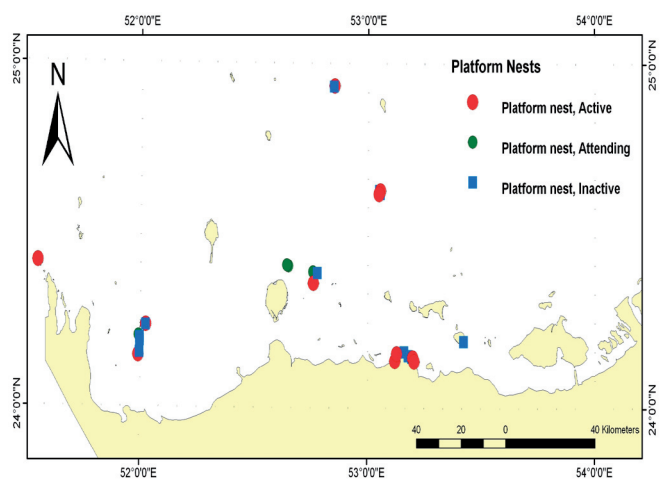 52°0'0"E 53°0'0"E 54°0'0"E
25°0'0"N 25°0'0"N
N
Platform Nests
Platform nest, Active
Platform nest, Attending
Platform nest, Inactive
24°0'0"N 24°0'0"N
40 20 0 40 Kilometers
52°0'0"E 53°0'0"E 54°0'0"E